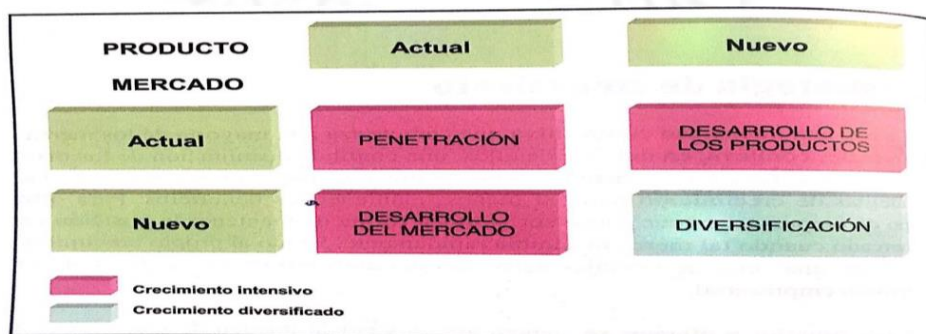 PRODUCTO
Actual
Nuevo
MERCADO
Actual
PENETRACIÓN
DESARROLLO DE
LOS PRODUCTOS
Nuevo
DESARROLLO
DEL MERCADO
DIVERSIFICACIÓN
Crecimiento intensivo
Crecimiento diversificado